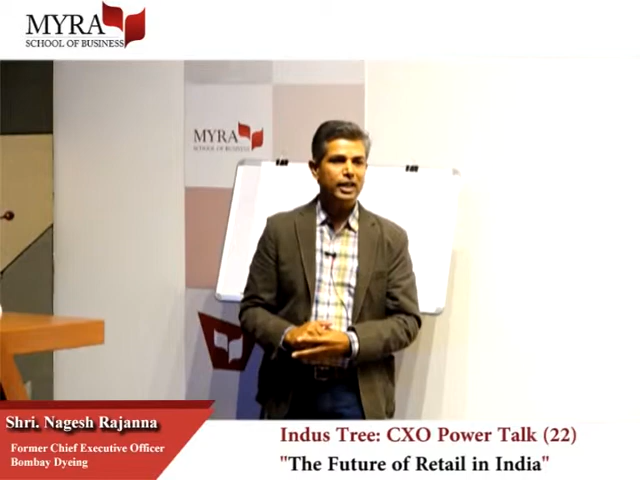 MYRA
SCHOOL OF BUSINESS
MYRA
SCHOOL OF BUSINESS
Shri. Nagesh Rajanna
Former Chief Executive Officer
Bombay Dyeing
Indus Tree: CXO Power Talk (22)
"The Future of Retail in India"